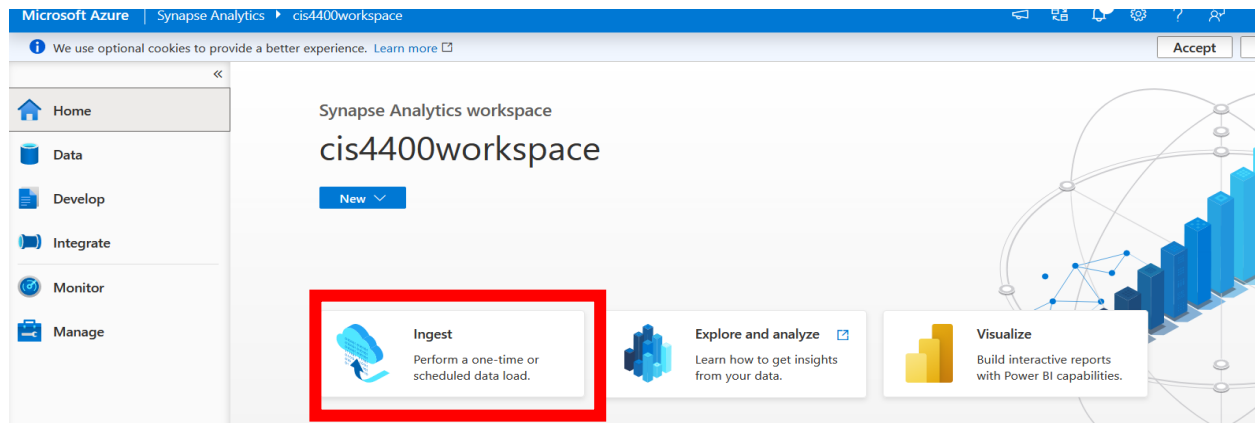 Microsoft Azure | Synapse Analytics ▸ cis4400workspace
We use optional cookies to provide a better experience. Learn more
Accept
«
Home
Data
Develop
Integrate
Monitor
Manage
Synapse Analytics workspace
cis4400workspace
New
Ingest
Perform a one-time or
scheduled data load.
Explore and analyze
Learn how to get insights
from your data.
Visualize
Build interactive reports
with Power BI capabilities.